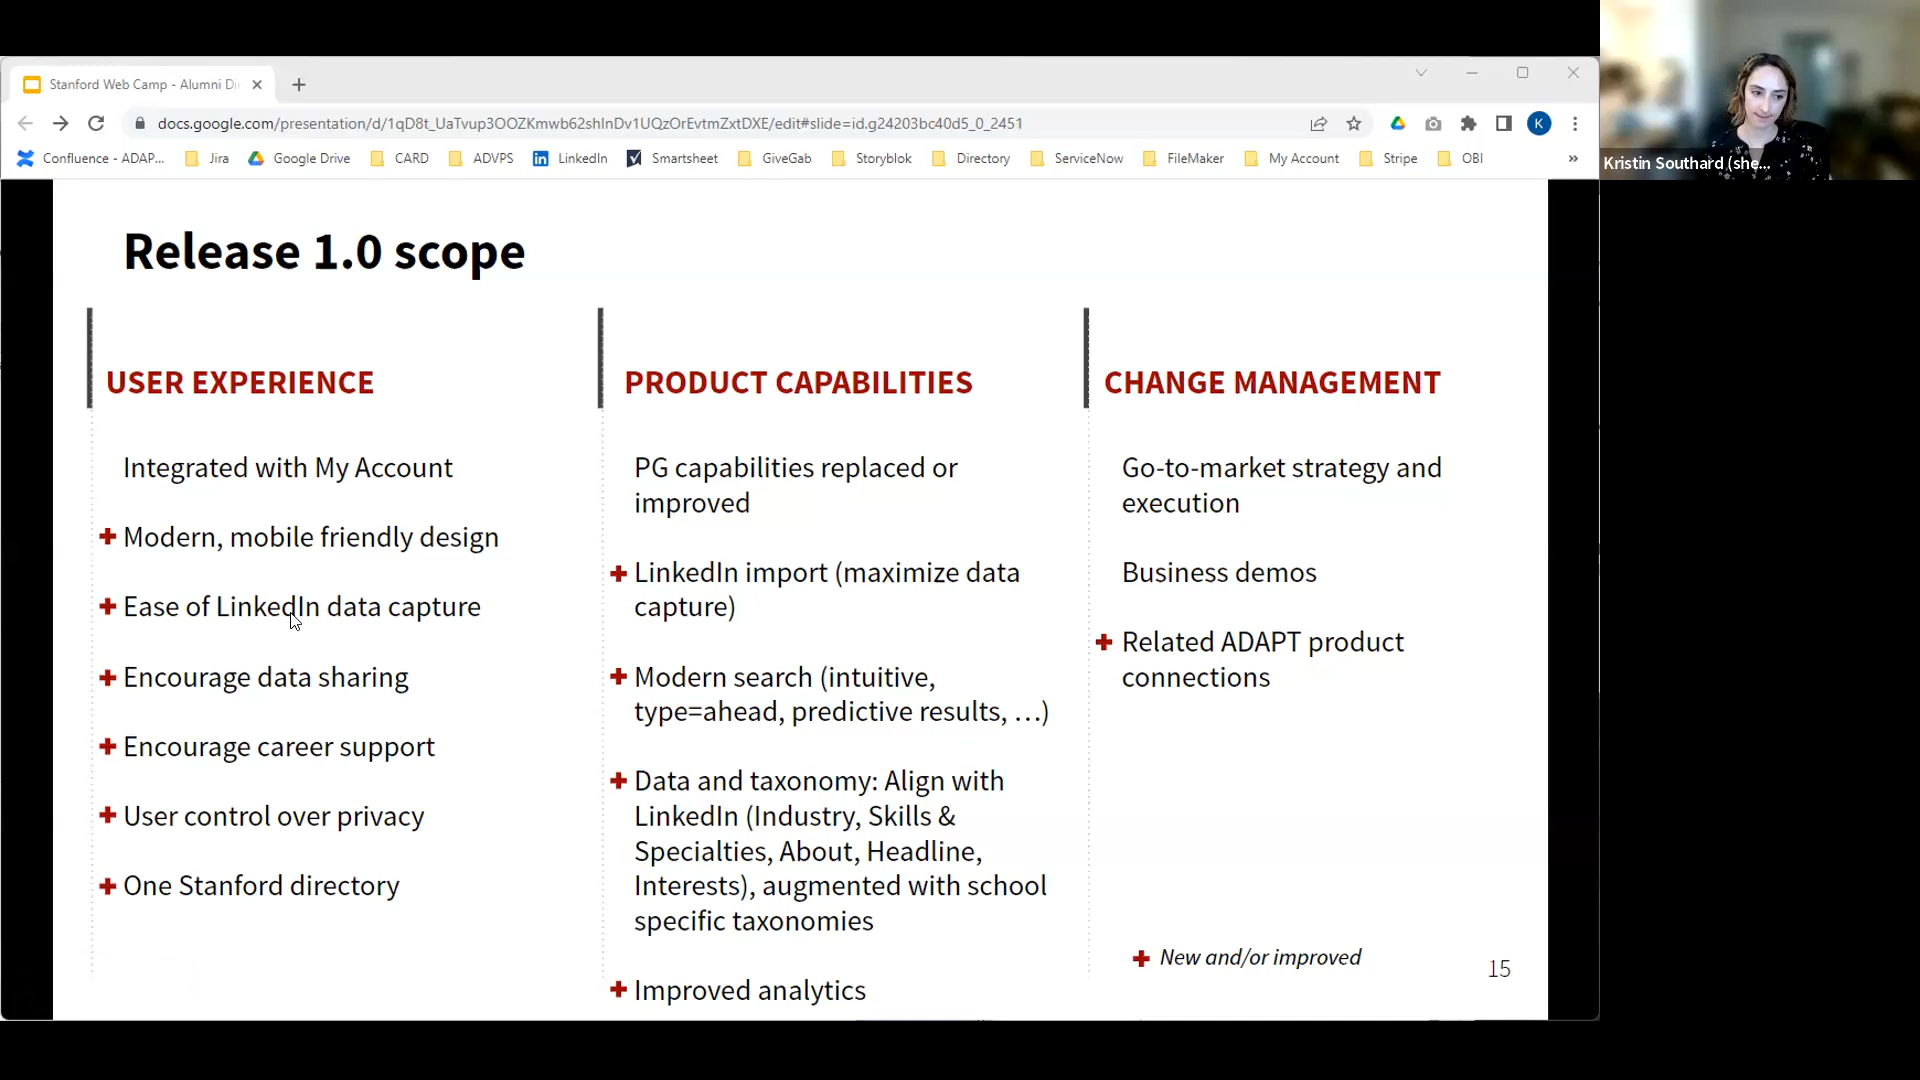 Stanford Web Camp - Alumni Di
docs.google.com/presentation/d/1qD8t_UaTvup3OOZKmwb62shlnDv1UQzOrEvtmZxtDXE/edit#slide=id.g24203bc40d5_0_2451
K
Confluence - ADAP... Jira Google Drive CARD ADVPS LinkedIn Smartsheet GiveGab Storyblok Directory ServiceNow FileMaker My Account Stripe OBI »
Kristin Southard (she...
Release 1.0 scope
USER EXPERIENCE
Integrated with My Account
Modern, mobile friendly design
Ease of LinkedIn data capture
Encourage data sharing
Encourage career support
User control over privacy
One Stanford directory
PRODUCT CAPABILITIES
PG capabilities replaced or
improved
LinkedIn import (maximize data
capture)
Modern search (intuitive,
type=ahead, predictive results, …)
Data and taxonomy: Align with
LinkedIn (Industry, Skills &
Specialties, About, Headline,
Interests), augmented with school
specific taxonomies
Improved analytics
CHANGE MANAGEMENT
Go-to-market strategy and
execution
Business demos
Related ADAPT product
connections
New and/or improved
15